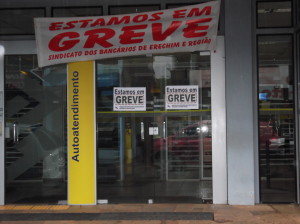 ESTAMOS EM
GREVE
SINDICATO DOS BANCÁRIOS DE ERECHIM E REGIÃO
Autoatendimento
Estamos em
GREVE
Estamos em
GREVE